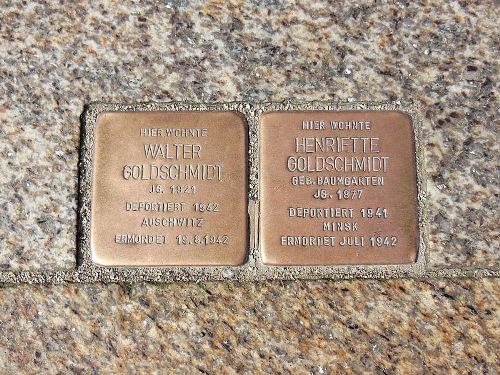 HIER WOHNTE
WALTER
GOLDSCHMIDT
JG. 1921
DEPORTIERT 1942
AUSCHWITZ
ERMORDET 19.8.1942
HIER WOHNTE
HENRIETTE
GOLDSCHMIDT
GEB. BAUMGARTEN
JG. 1877
DEPORTIERT 1941
MINSK
ERMORDET JULI 1942